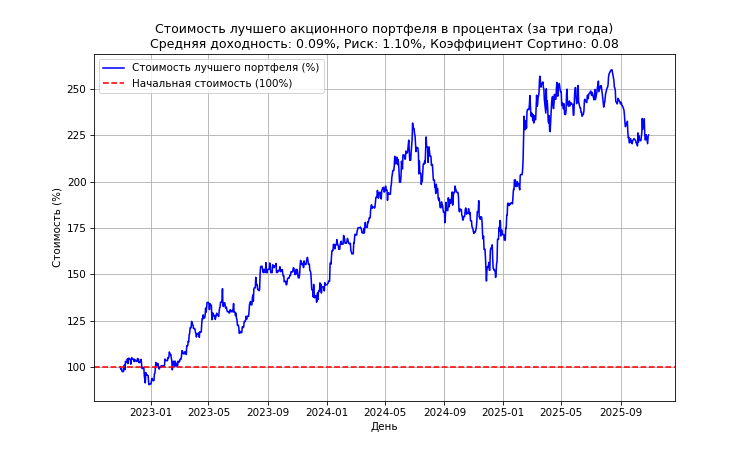 Стоимость лучшего акционного портфеля в процентах (за три года)
Средняя доходность: 0.09%, Риск: 1.10%, Коэффициент Сортино: 0.08
Стоимость лучшего портфеля (%)
Начальная стоимость (100%)
Стоимость (%)
250
225
200
175
150
125
100
2023-01 2023-05 2023-09 2024-01 2024-05 2024-09 2025-01 2025-05 2025-09
День